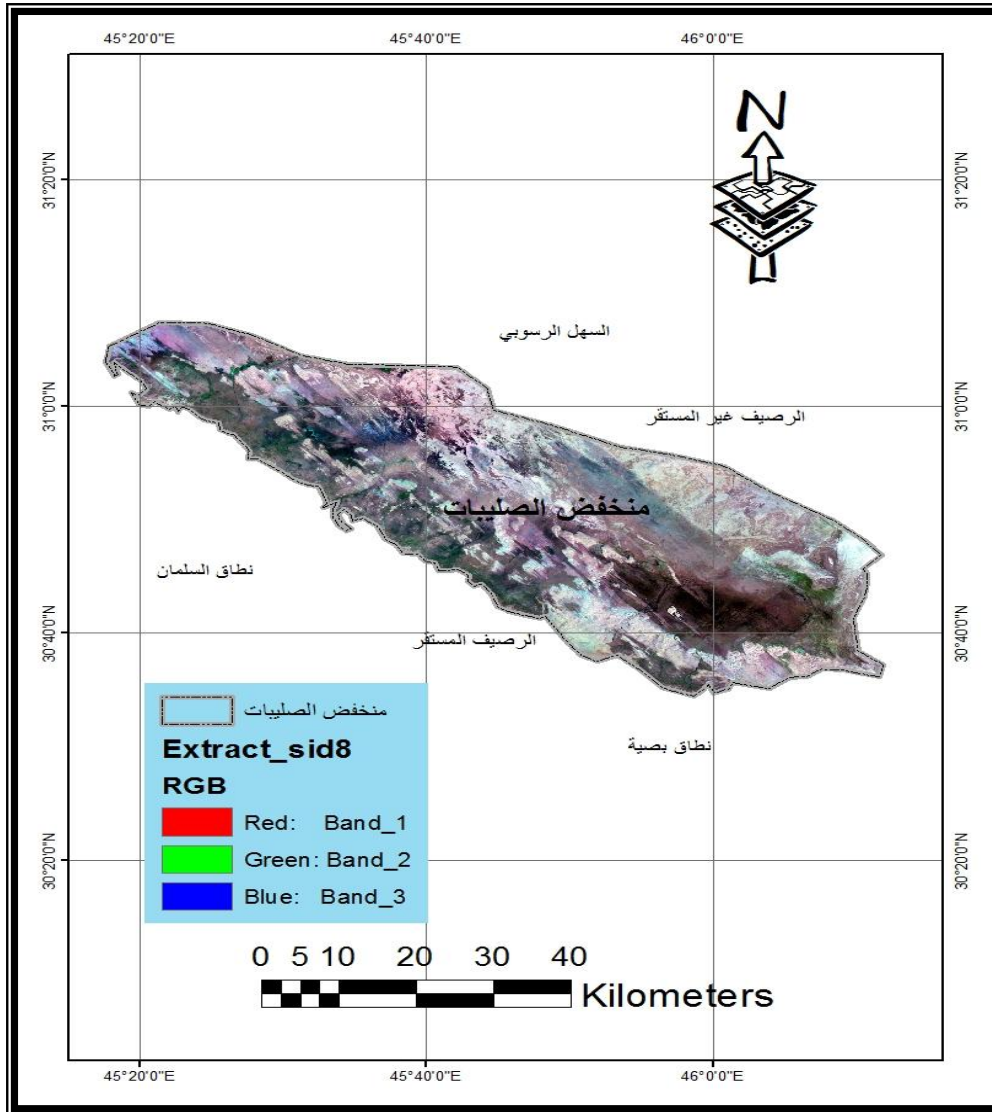 45°20'0"E 45°40'0"E 46°0'0"E
N
31°20'0"N 31°20'0"N
السهل الرسوبي
31°0'0"N الرصيف غير المستقر 31°0'0"N
منخفض الصليبات
نطاق السلمان
30°40'0"N الرصيف المستقر 30°40'0"N
منخفض الصليبات
نطاق بصية
Extract_sid8
RGB
Red: Band_1
Green: Band_2
Blue: Band_3
30°20'0"N 30°20'0"N
0 5 10 20 30 40
Kilometers
45°20'0"E 45°40'0"E 46°0'0"E